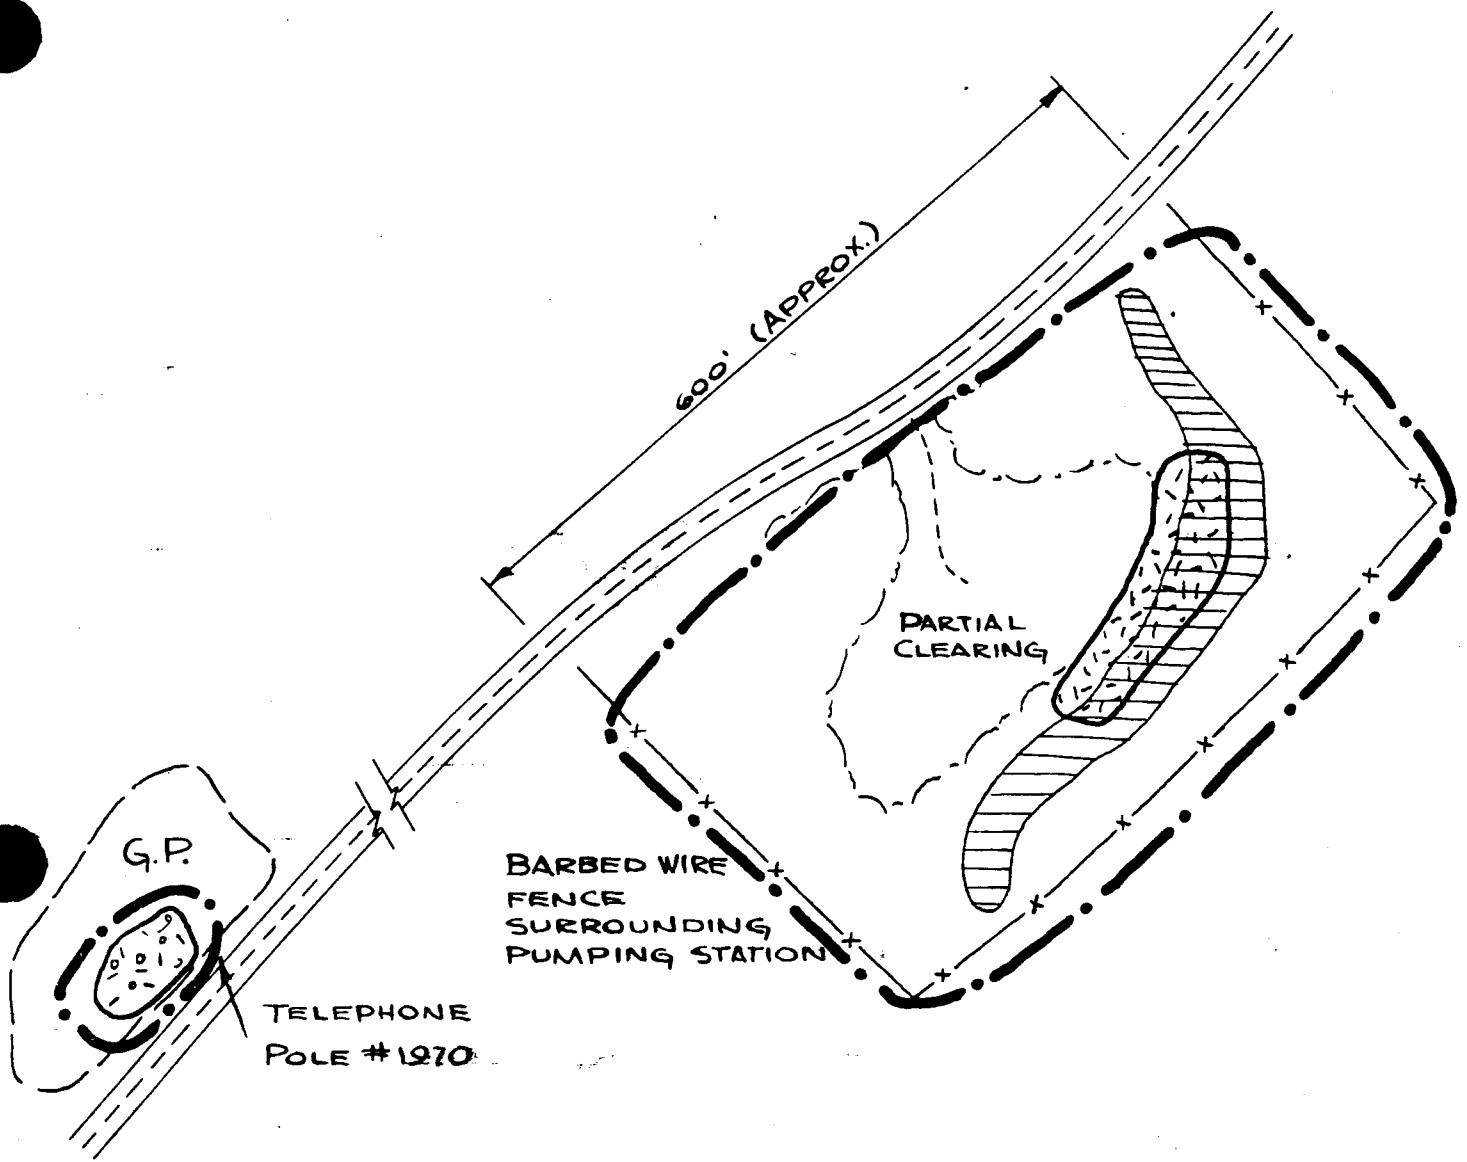 600' (APPROX.)
PARTIAL
CLEARING
G.P.
BARBED WIRE
FENCE
SURROUNDING
PUMPING STATION
TELEPHONE
POLE #1270